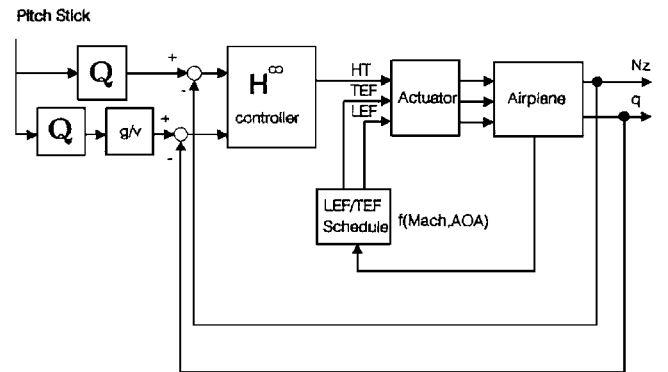 Pitch Stick
Q
+
-
H∞
controller
HT
TEF
LEF
Actuator
Airplane
Nz
q
Q
g/v
+
-
LEF/TEF
Schedule
f(Mach,AOA)